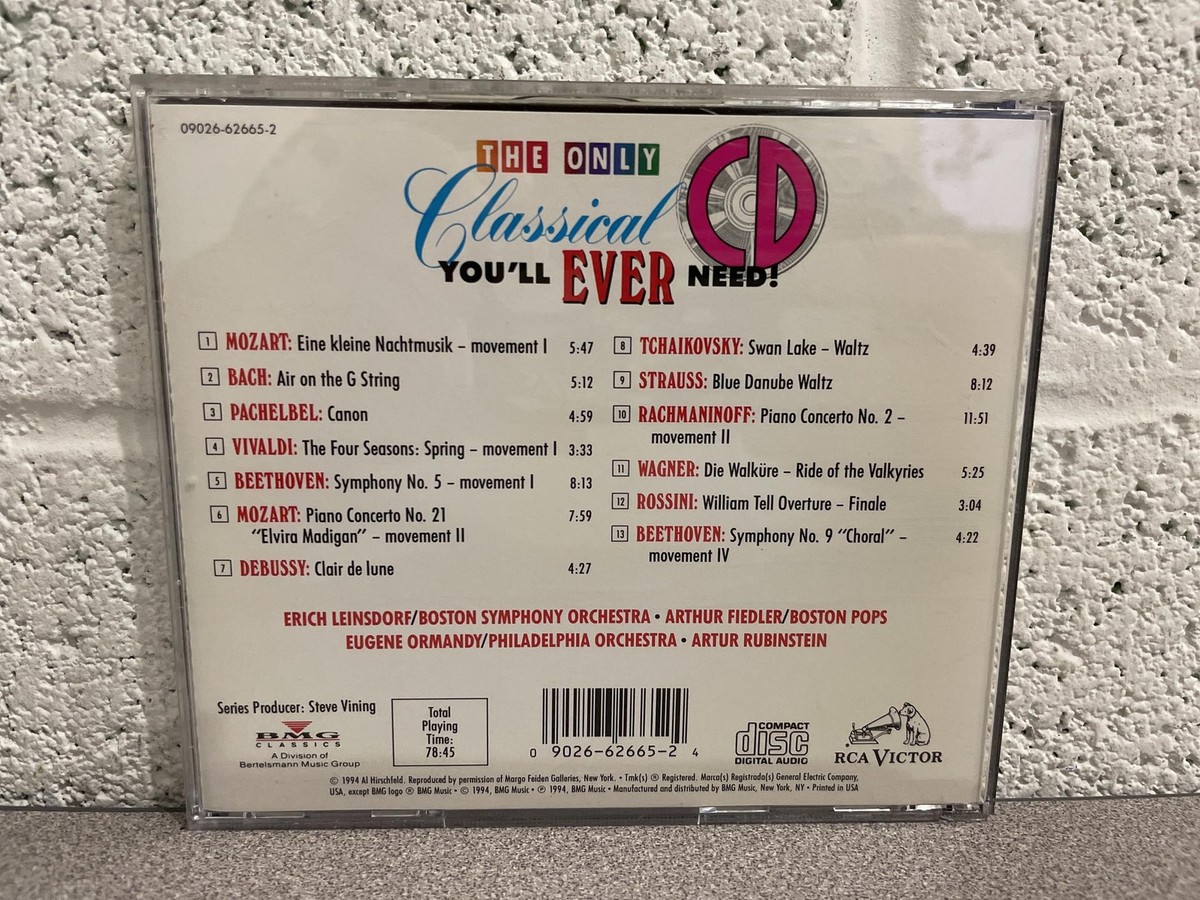 09026-62665-2
THE ONLY
Classical CD
YOU'LL EVER NEED!
1 MOZART: Eine kleine Nachtmusik – movement I 5:47
2 BACH: Air on the G String 5:12
3 PACHELBEL: Canon 4:59
4 VIVALDI: The Four Seasons: Spring – movement I 3:33
5 BEETHOVEN: Symphony No. 5 – movement I 8:13
6 MOZART: Piano Concerto No. 21 7:59
"Elvira Madigan" – movement II
7 DEBUSSY: Clair de lune 4:27
8 TCHAIKOVSKY: Swan Lake – Waltz 4:39
9 STRAUSS: Blue Danube Waltz 8:12
10 RACHMANINOFF: Piano Concerto No. 2 – 11:51
movement II
11 WAGNER: Die Walküre – Ride of the Valkyries 5:25
12 ROSSINI: William Tell Overture – Finale 3:04
13 BEETHOVEN: Symphony No. 9 "Choral" – 4:22
movement IV
ERICH LEINSDORF/BOSTON SYMPHONY ORCHESTRA • ARTHUR FIEDLER/BOSTON POPS
EUGENE ORMANDY/PHILADELPHIA ORCHESTRA • ARTUR RUBINSTEIN
Series Producer: Steve Vining
BMG
CLASSICS
A Division of
Bertelsmann Music Group
Total
Playing
Time:
78:45
0 9026-62665-2 4
COMPACT
disc
DIGITAL AUDIO
RCA VICTOR
© 1994 Al Hirschfeld. Reproduced by permission of Margo Feiden Galleries, New York. • Tmk(s) ® Registered. Marca(s) Registrada(s) General Electric Company,
USA, except BMG logo ® BMG Music • © 1994, BMG Music • ℗ 1994, BMG Music • Manufactured and distributed by BMG Music, New York, NY • Printed in USA